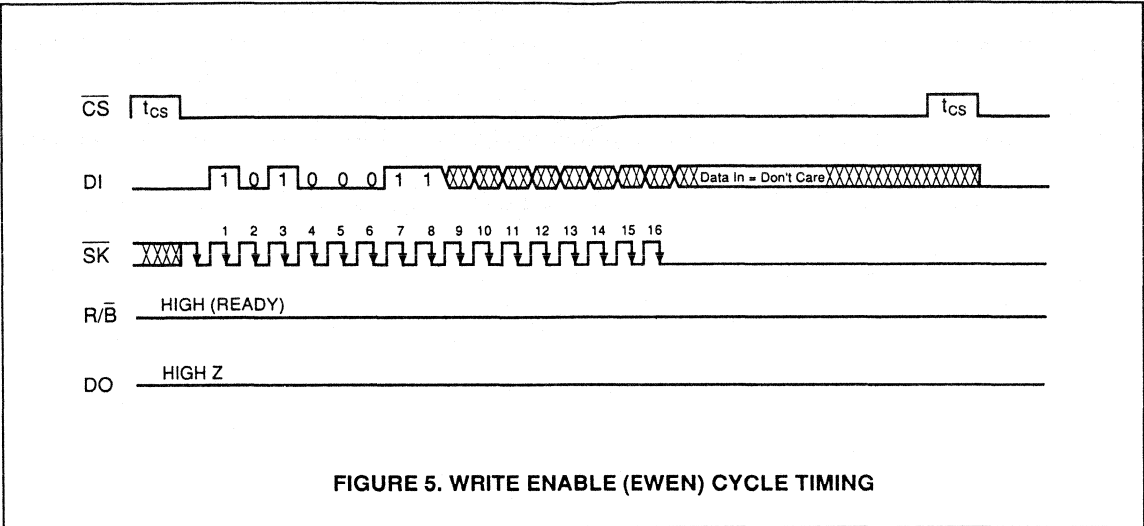 CS tCS tCS
DI 1 0 1 0 0 0 1 1 Data In = Don't Care
1 2 3 4 5 6 7 8 9 10 11 12 13 14 15 16
SK
R/B HIGH (READY)
DO HIGH Z
FIGURE 5. WRITE ENABLE (EWEN) CYCLE TIMING